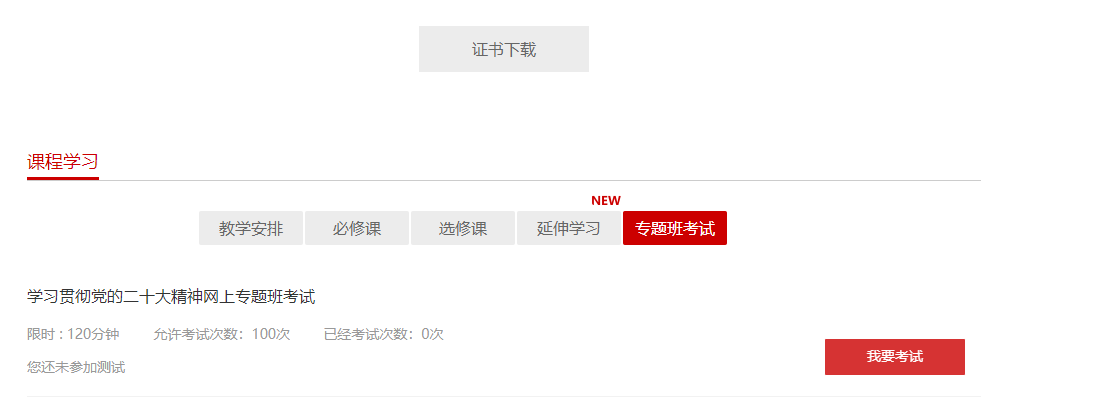 证书下载
课程学习
NEW
教学安排 必修课 选修课 延伸学习 专题班考试
学习贯彻党的二十大精神网上专题班考试
限时 : 120分钟 允许考试次数：100次 已经考试次数：0次
您还未参加测试
我要考试